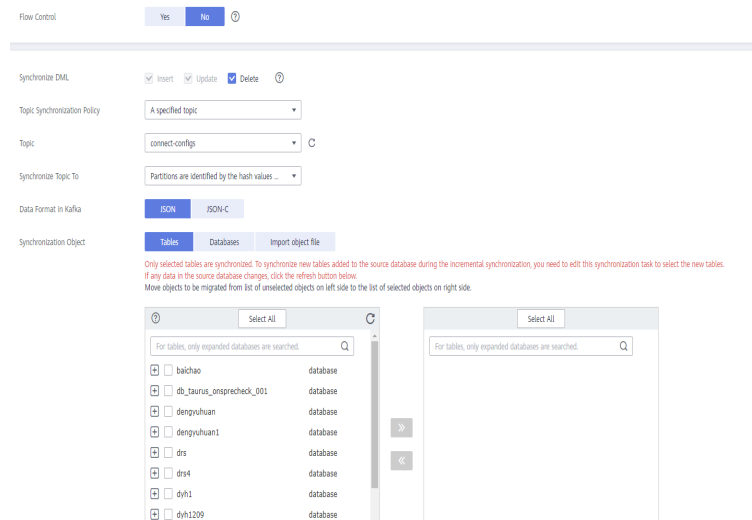 Flow Control Yes No
Synchronize DML Insert Update Delete
Topic Synchronization Policy A specified topic
Topic connect-configs
Synchronize Topic To Partitions are identified by the hash values ...
Data Format in Kafka JSON JSON-C
Synchronization Object Tables Databases Import object file
Only selected tables are synchronized. To synchronize new tables added to the source database during the incremental synchronization, you need to edit this synchronization task to select the new tables.
If any data in the source database changes, click the refresh button below.
Move objects to be migrated from list of unselected objects on left side to the list of selected objects on right side.
Select All Select All
For tables, only expanded databases are searched. For tables, only expanded databases are searched.
baichao database
db_taurus_onsprecheck_001 database
dengyuhuan database
dengyuhuan1 database
drs database
drs4 database
dyh1 database
dyh1209 database